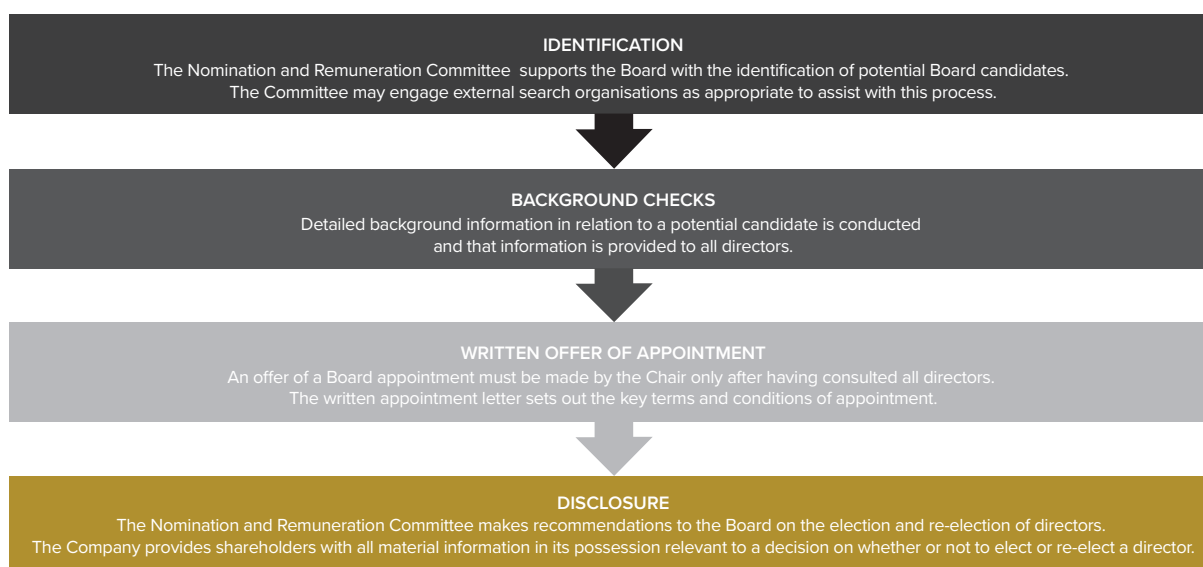 IDENTIFICATION
The Nomination and Remuneration Committee supports the Board with the identification of potential Board candidates.
The Committee may engage external search organisations as appropriate to assist with this process.
BACKGROUND CHECKS
Detailed background information in relation to a potential candidate is conducted
and that information is provided to all directors.
WRITTEN OFFER OF APPOINTMENT
An offer of a Board appointment must be made by the Chair only after having consulted all directors.
The written appointment letter sets out the key terms and conditions of appointment.
DISCLOSURE
The Nomination and Remuneration Committee makes recommendations to the Board on the election and re-election of directors.
The Company provides shareholders with all material information in its possession relevant to a decision on whether or not to elect or re-elect a director.